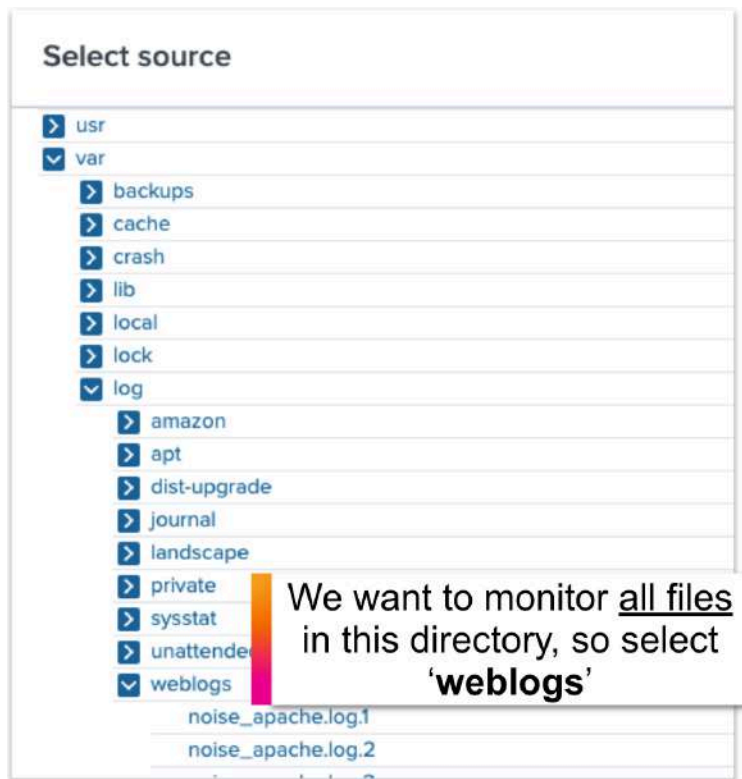 Select source
usr
var
backups
cache
crash
lib
local
lock
log
amazon
apt
dist-upgrade
journal
landscape
private
sysstat
weblogs
We want to monitor all files
in this directory, so select
‘weblogs’
noise_apache.log.1
noise_apache.log.2